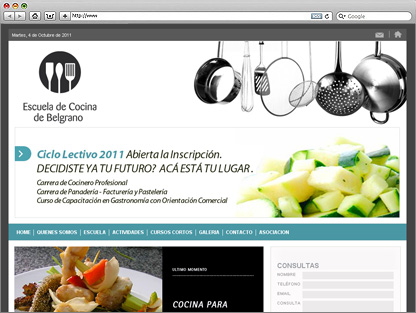 http://www
RSS
Google
Martes, 4 de Octubre de 2011
Escuela de Cocina
de Belgrano
Ciclo Lectivo 2011 Abierta la Inscripción.
DECIDISTE YA TU FUTURO? ACÁ ESTÁ TU LUGAR.
Carrera de Cocinero Profesional
Carrera de Panadería - Facturería y Pastelería
Curso de Capacitación en Gastronomía con Orientación Comercial
HOME | QUIENES SOMOS | ESCUELA | ACTIVIDADES | CURSOS CORTOS | GALERIA | CONTACTO | ASOCIACION
ULTIMO MOMENTO
COCINA PARA
CONSULTAS
NOMBRE
TELÉFONO
EMAIL
CONSULTA